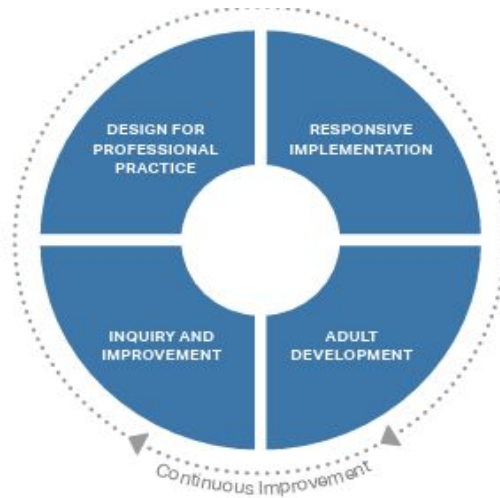 DESIGN FOR
PROFESSIONAL
PRACTICE
RESPONSIVE
IMPLEMENTATION
INQUIRY AND
IMPROVEMENT
ADULT
DEVELOPMENT
Continuous Improvement